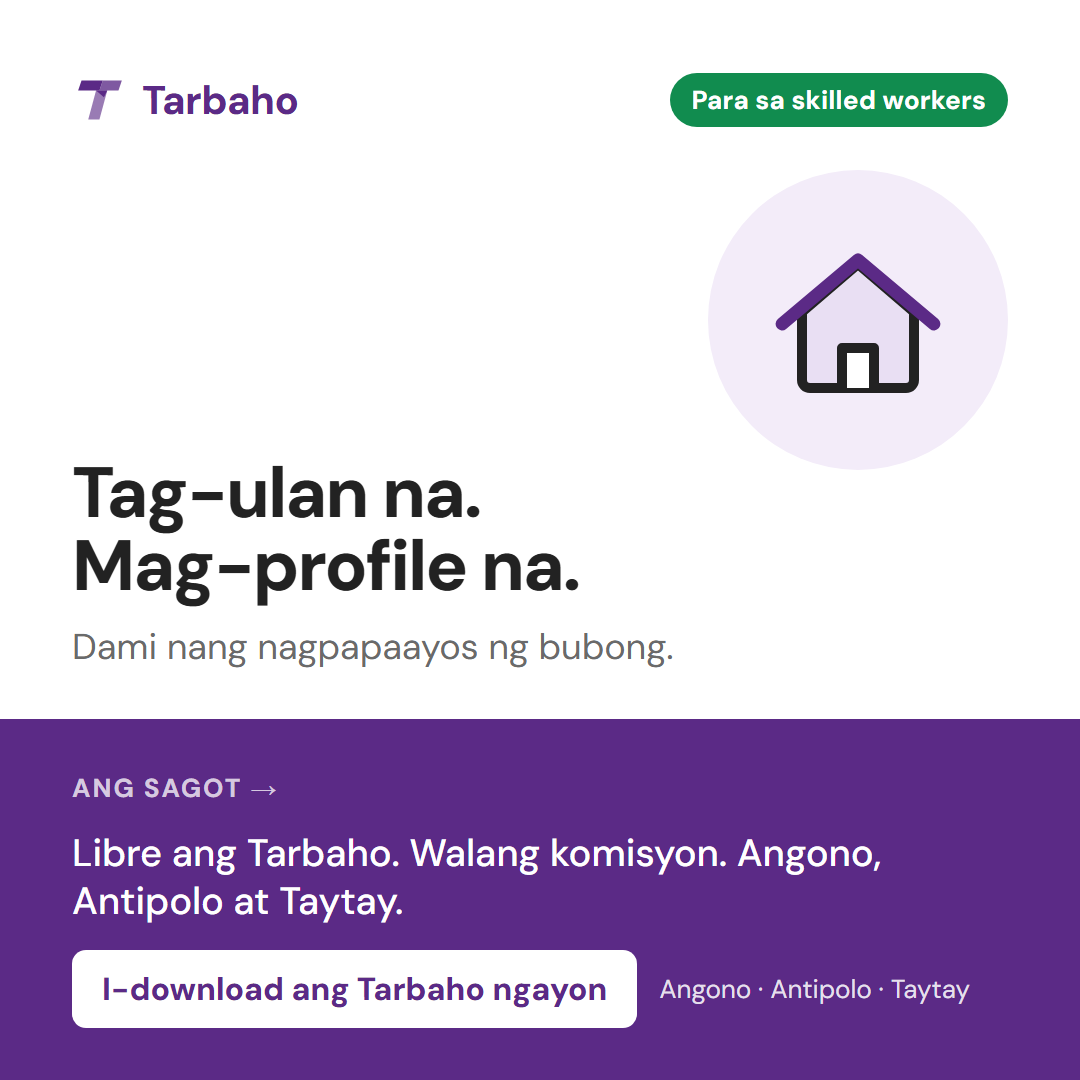 Tarbaho
Para sa skilled workers
Tag-ulan na.
Mag-profile na.
Dami nang nagpapaayos ng bubong.
ANG SAGOT →
Libre ang Tarbaho. Walang komisyon. Angono,
Antipolo at Taytay.
I-download ang Tarbaho ngayon
Angono · Antipolo · Taytay